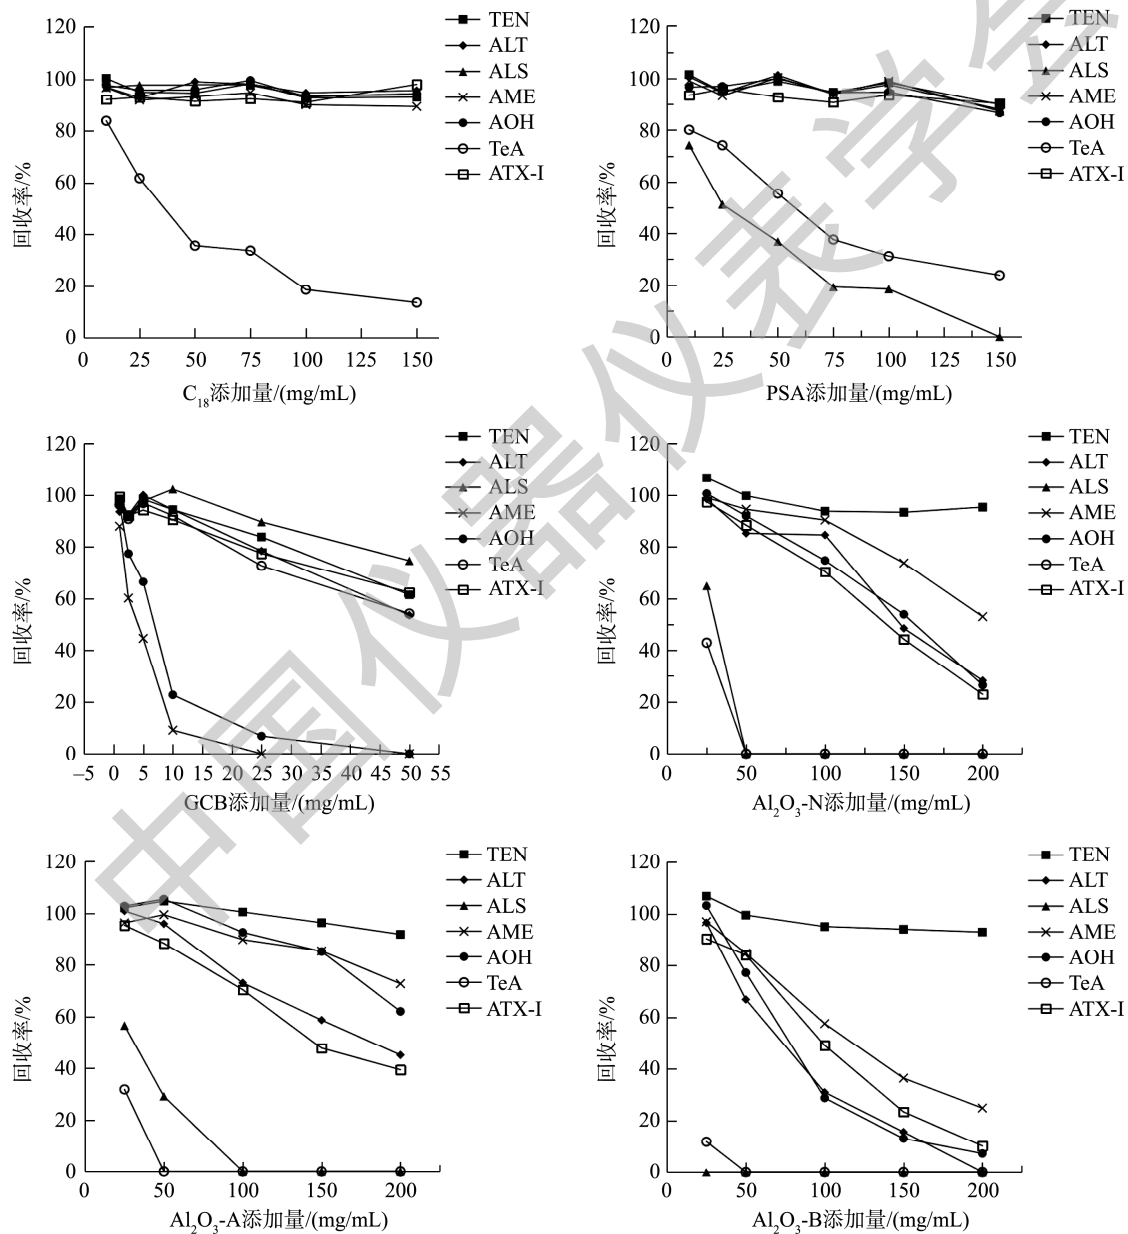 120
100
80
60
40
20
0
回收率/%
0 25 50 75 100 125 150
C18添加量/(mg/mL)
TEN
ALT
ALS
AME
AOH
TeA
ATX-I
120
100
80
60
40
20
0
回收率/%
0 25 50 75 100 125 150
PSA添加量/(mg/mL)
TEN
ALT
ALS
AME
AOH
TeA
ATX-I
120
100
80
60
40
20
0
回收率/%
–5 0 5 10 20 25 30 35 40 45 50 55
GCB添加量/(mg/mL)
TEN
ALT
ALS
AME
AOH
TeA
ATX-I
120
100
80
60
40
20
0
回收率/%
0 50 100 150 200
Al2O3-N添加量/(mg/mL)
TEN
ALT
ALS
AME
AOH
TeA
ATX-I
120
100
80
60
40
20
0
回收率/%
0 50 100 150 200
Al2O3-A添加量/(mg/mL)
TEN
ALT
ALS
AME
AOH
TeA
ATX-I
120
100
80
60
40
20
0
回收率/%
0 50 100 150 200
Al2O3-B添加量/(mg/mL)
TEN
ALT
ALS
AME
AOH
TeA
ATX-I
中国仪器仪表学会